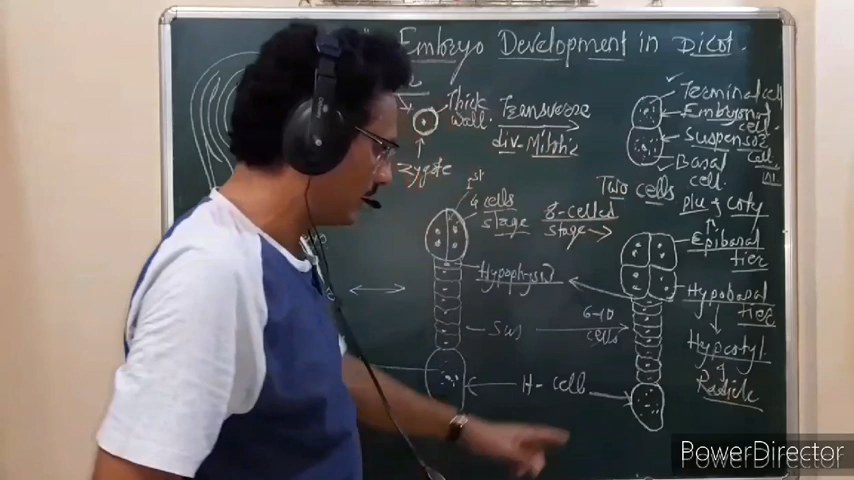 Embryo Development in Dicot.
Thick wall.
Transverse
div-Mitotic
Zygote
Terminal cell
Embryonal cell.
Suspensor cell.
Basal cell.
Two cells
1st
4 cells stage
8-celled stage
plu & coty
Epibasal tier
Hypobasal tier
Hypocotyl
&
Radicle
Sus
6-10 cells
H-cell
PowerDirector